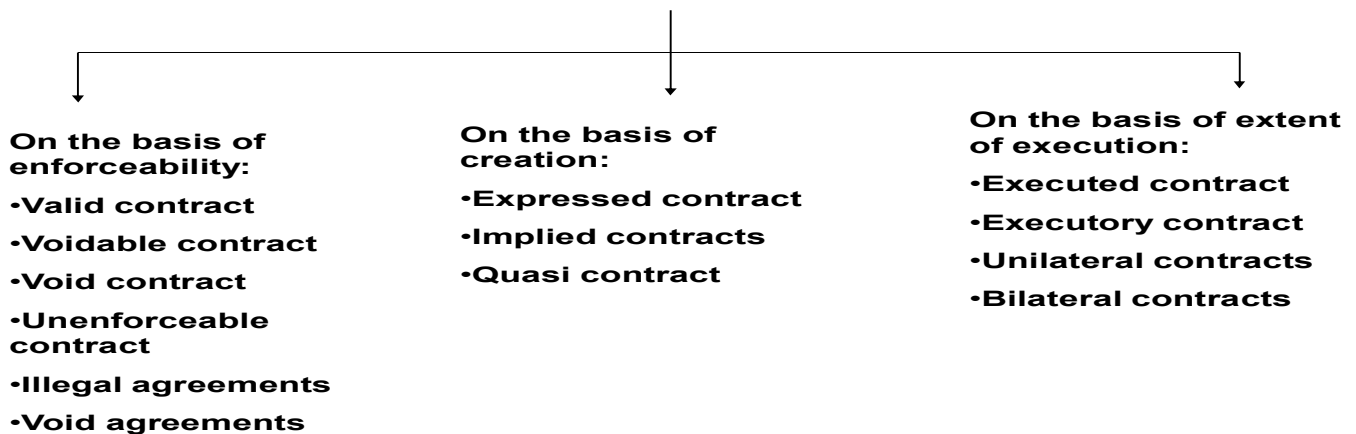 On the basis of
enforceability:
•Valid contract
•Voidable contract
•Void contract
•Unenforceable
contract
•Illegal agreements
•Void agreements
On the basis of
creation:
•Expressed contract
•Implied contracts
•Quasi contract
On the basis of extent
of execution:
•Executed contract
•Executory contract
•Unilateral contracts
•Bilateral contracts